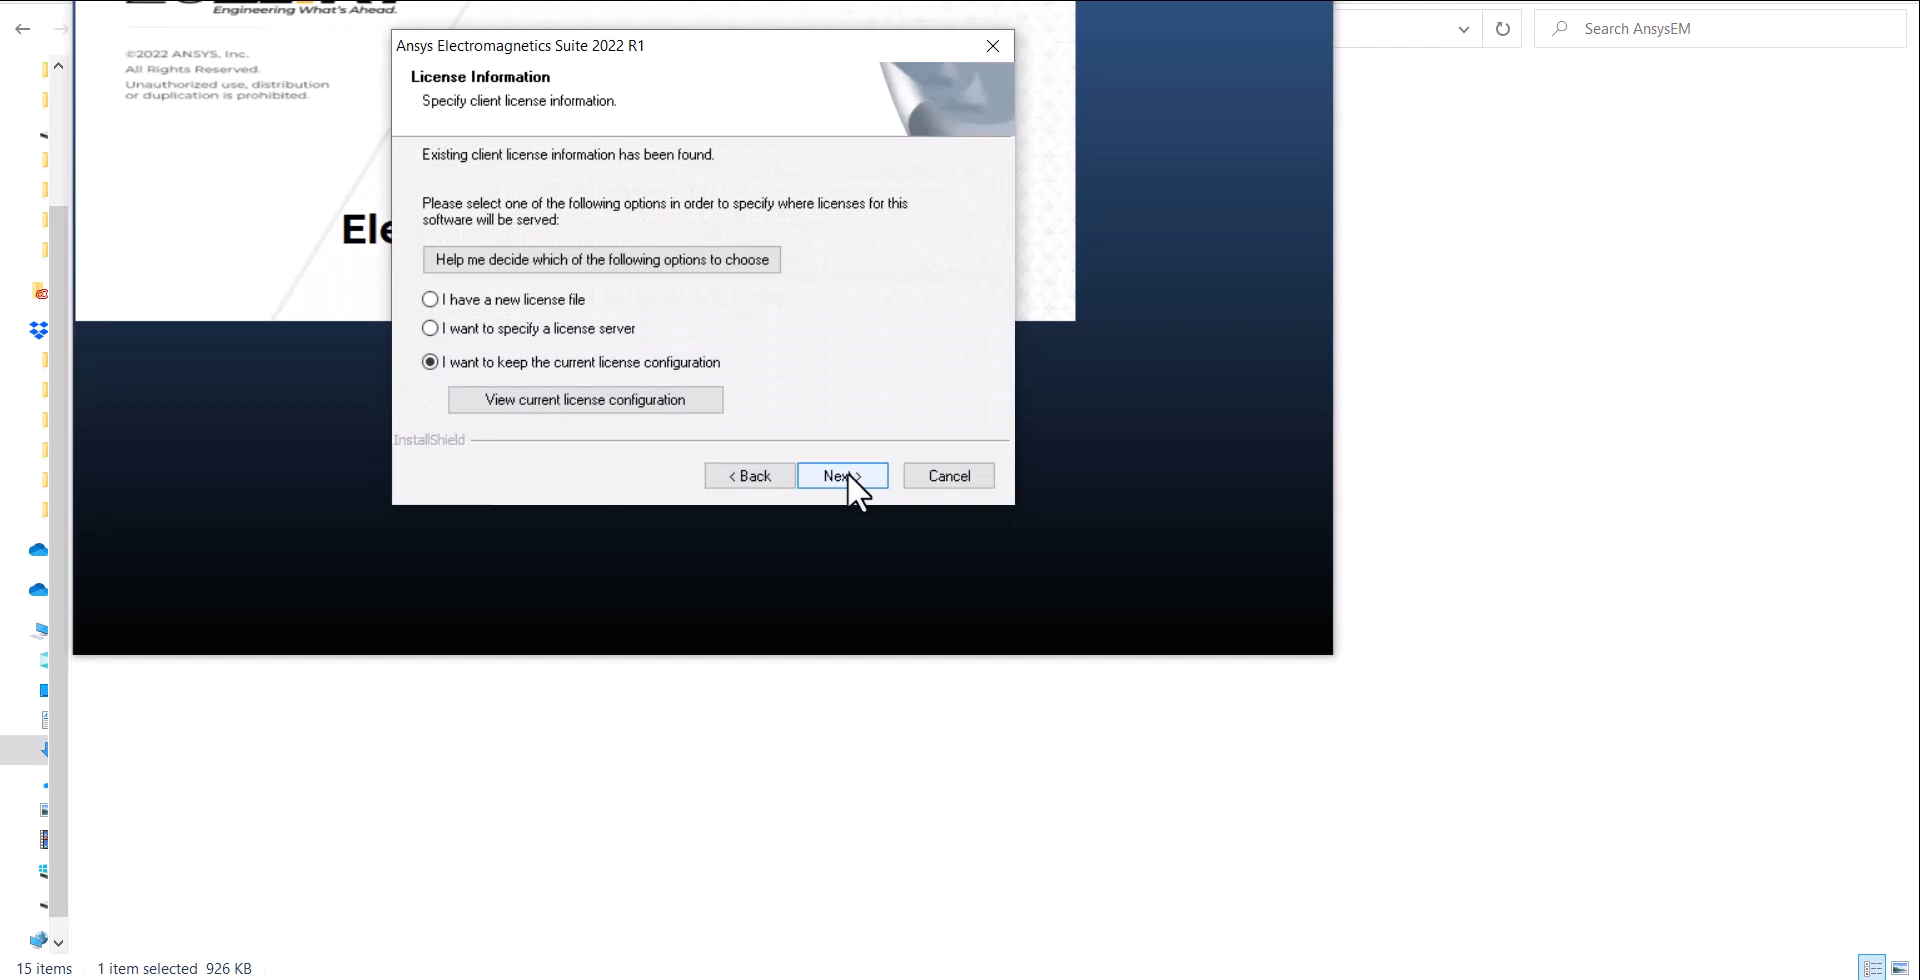 Engineering What's Ahead.
©2022 ANSYS, Inc.
All Rights Reserved.
Unauthorized use, distribution
or duplication is prohibited.
Ele
Search AnsysEM
Ansys Electromagnetics Suite 2022 R1
License Information
Specify client license information.
Existing client license information has been found.
Please select one of the following options in order to specify where licenses for this
software will be served:
Help me decide which of the following options to choose
I have a new license file
I want to specify a license server
I want to keep the current license configuration
View current license configuration
InstallShield
< Back
Next >
Cancel
15 items
1 item selected 926 KB